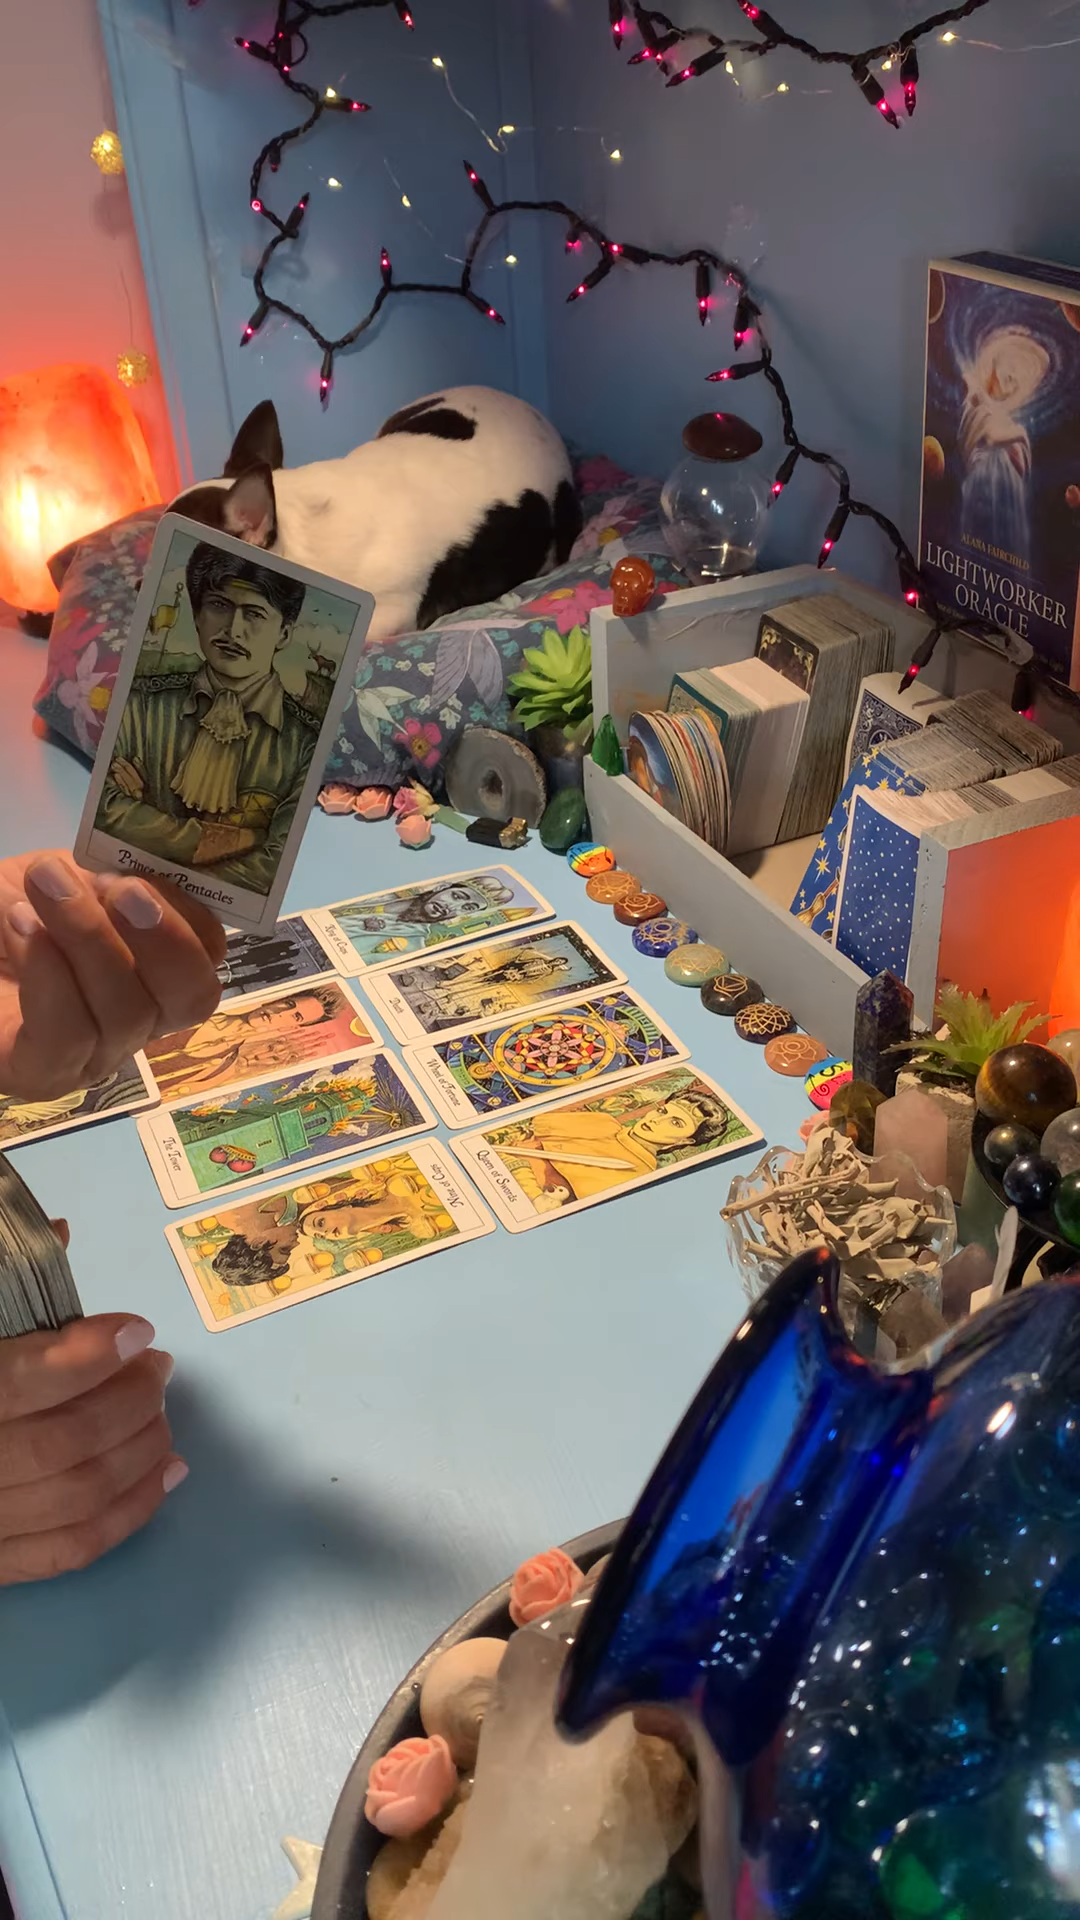 ALANA FAIRCHILD
LIGHTWORKER
ORACLE
Prince of Pentacles
King of Cups
Death
Wheel of Fortune
The Tower
Queen of Swords
Nine of Cups